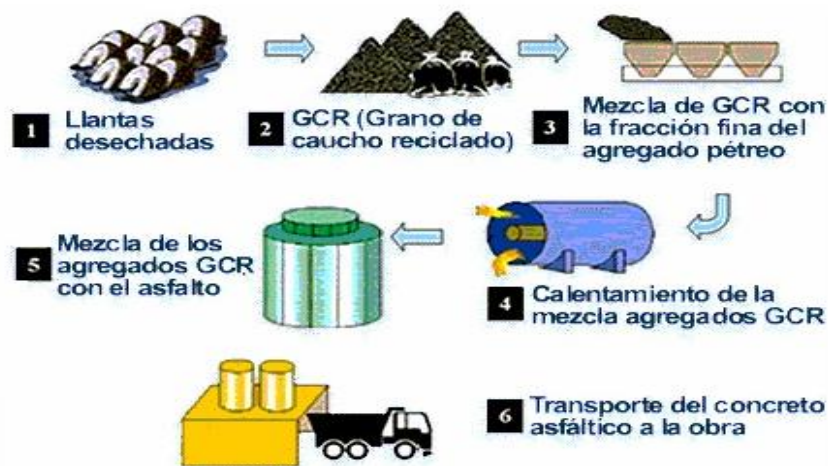 1 Llantas
desechadas
2 GCR (Grano de
caucho reciclado)
3 Mezcla de GCR con
la fracción fina del
agregado pétreo
4 Calentamiento de la
mezcla agregados GCR
5 Mezcla de los
agregados GCR
con el asfalto
6 Transporte del concreto
asfáltico a la obra